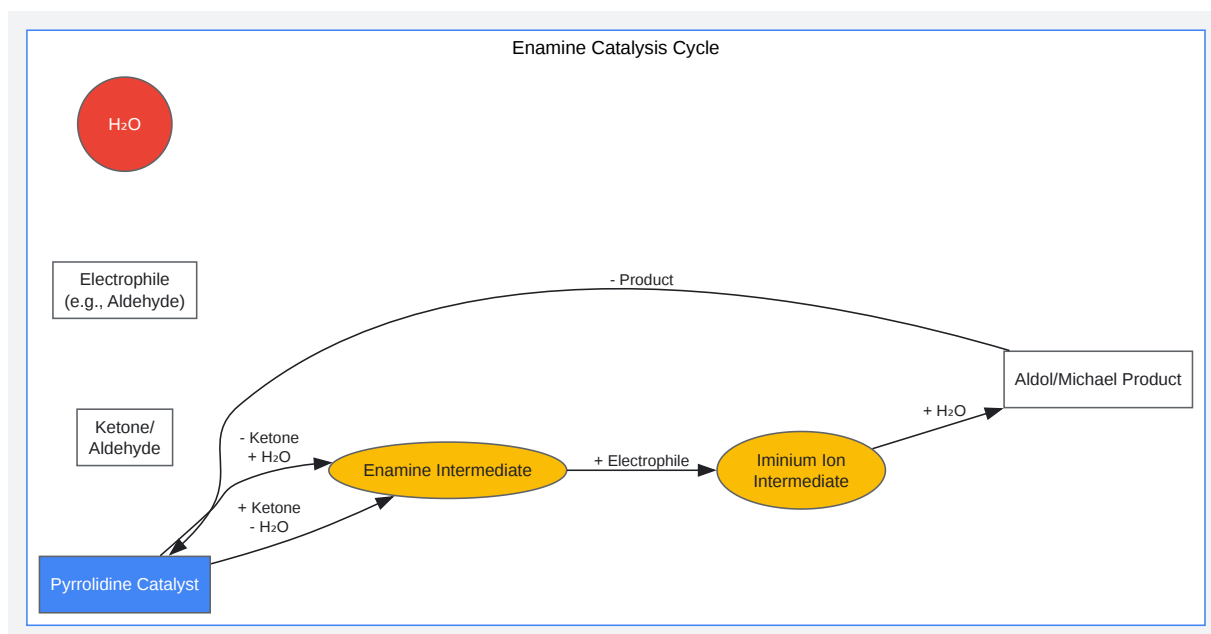 Enamine Catalysis Cycle
H₂O
Electrophile
(e.g., Aldehyde)
- Product
Aldol/Michael Product
Ketone/
Aldehyde
- Ketone
+ H₂O
+ H₂O
Enamine Intermediate
+ Electrophile
Iminium Ion
Intermediate
+ Ketone
- H₂O
Pyrrolidine Catalyst